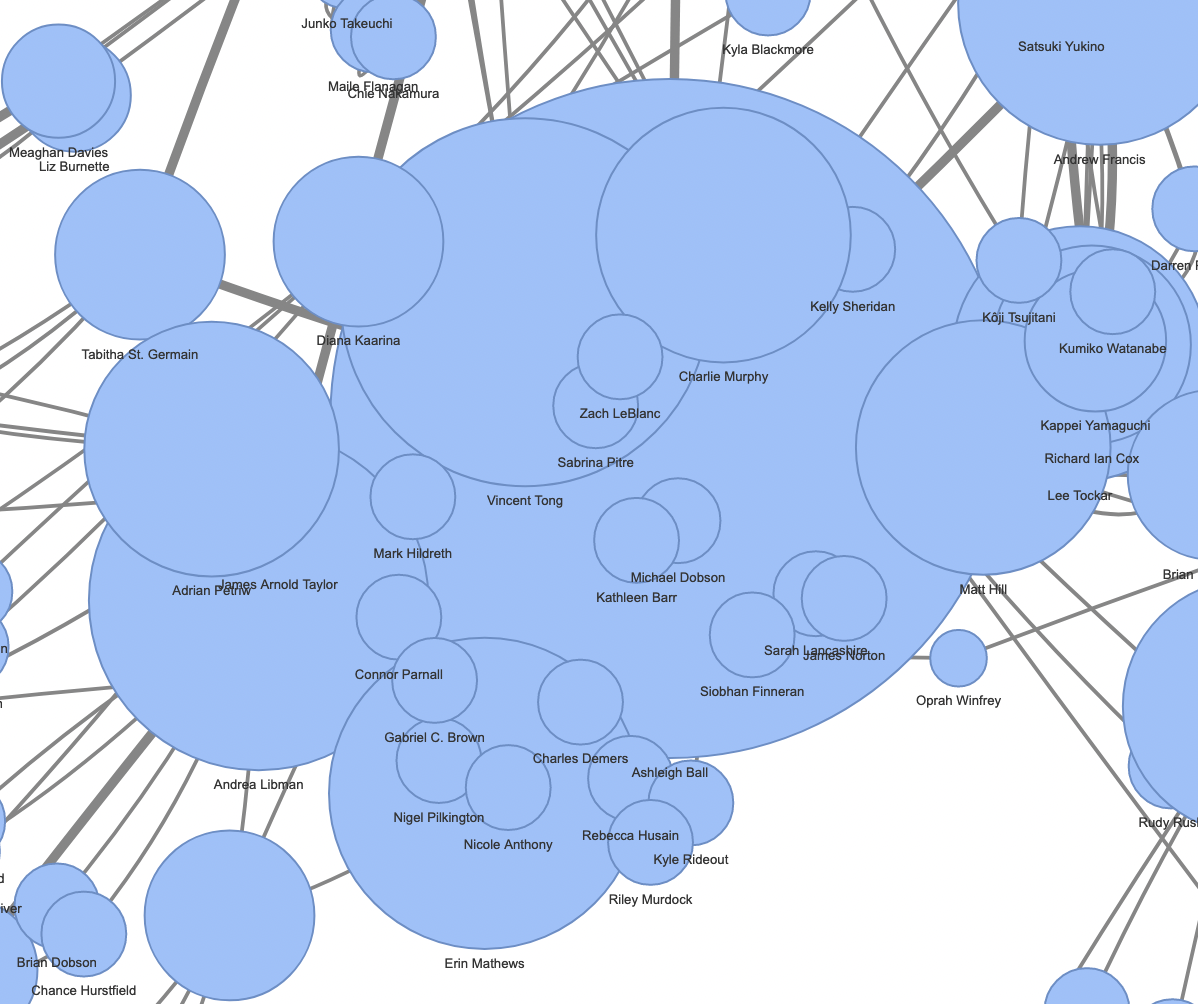 Junko Takeuchi
Satsuki Yukino
Kyla Blackmore
Maile Flanagan
Chie Nakamura
Meaghan Davies
Liz Burnette
Andrew Francis
Darren
Kelly Sheridan
Kôji Tsujitani
Diana Kaarina
Kumiko Watanabe
Tabitha St. Germain
Charlie Murphy
Zach LeBlanc
Kappei Yamaguchi
Sabrina Pitre
Richard Ian Cox
Lee Tockar
Vincent Tong
Mark Hildreth
Brian
Michael Dobson
James Arnold Taylor
Adrian Petriw
Matt Hill
Kathleen Barr
Sarah Lancashire
James Norton
Connor Parnall
Siobhan Finneran
Oprah Winfrey
Gabriel C. Brown
Charles Demers
Ashleigh Ball
Andrea Libman
Nigel Pilkington
Rudy
Rebecca Husain
Nicole Anthony
Kyle Rideout
Riley Murdock
iver
Brian Dobson
Erin Mathews
Chance Hurstfield